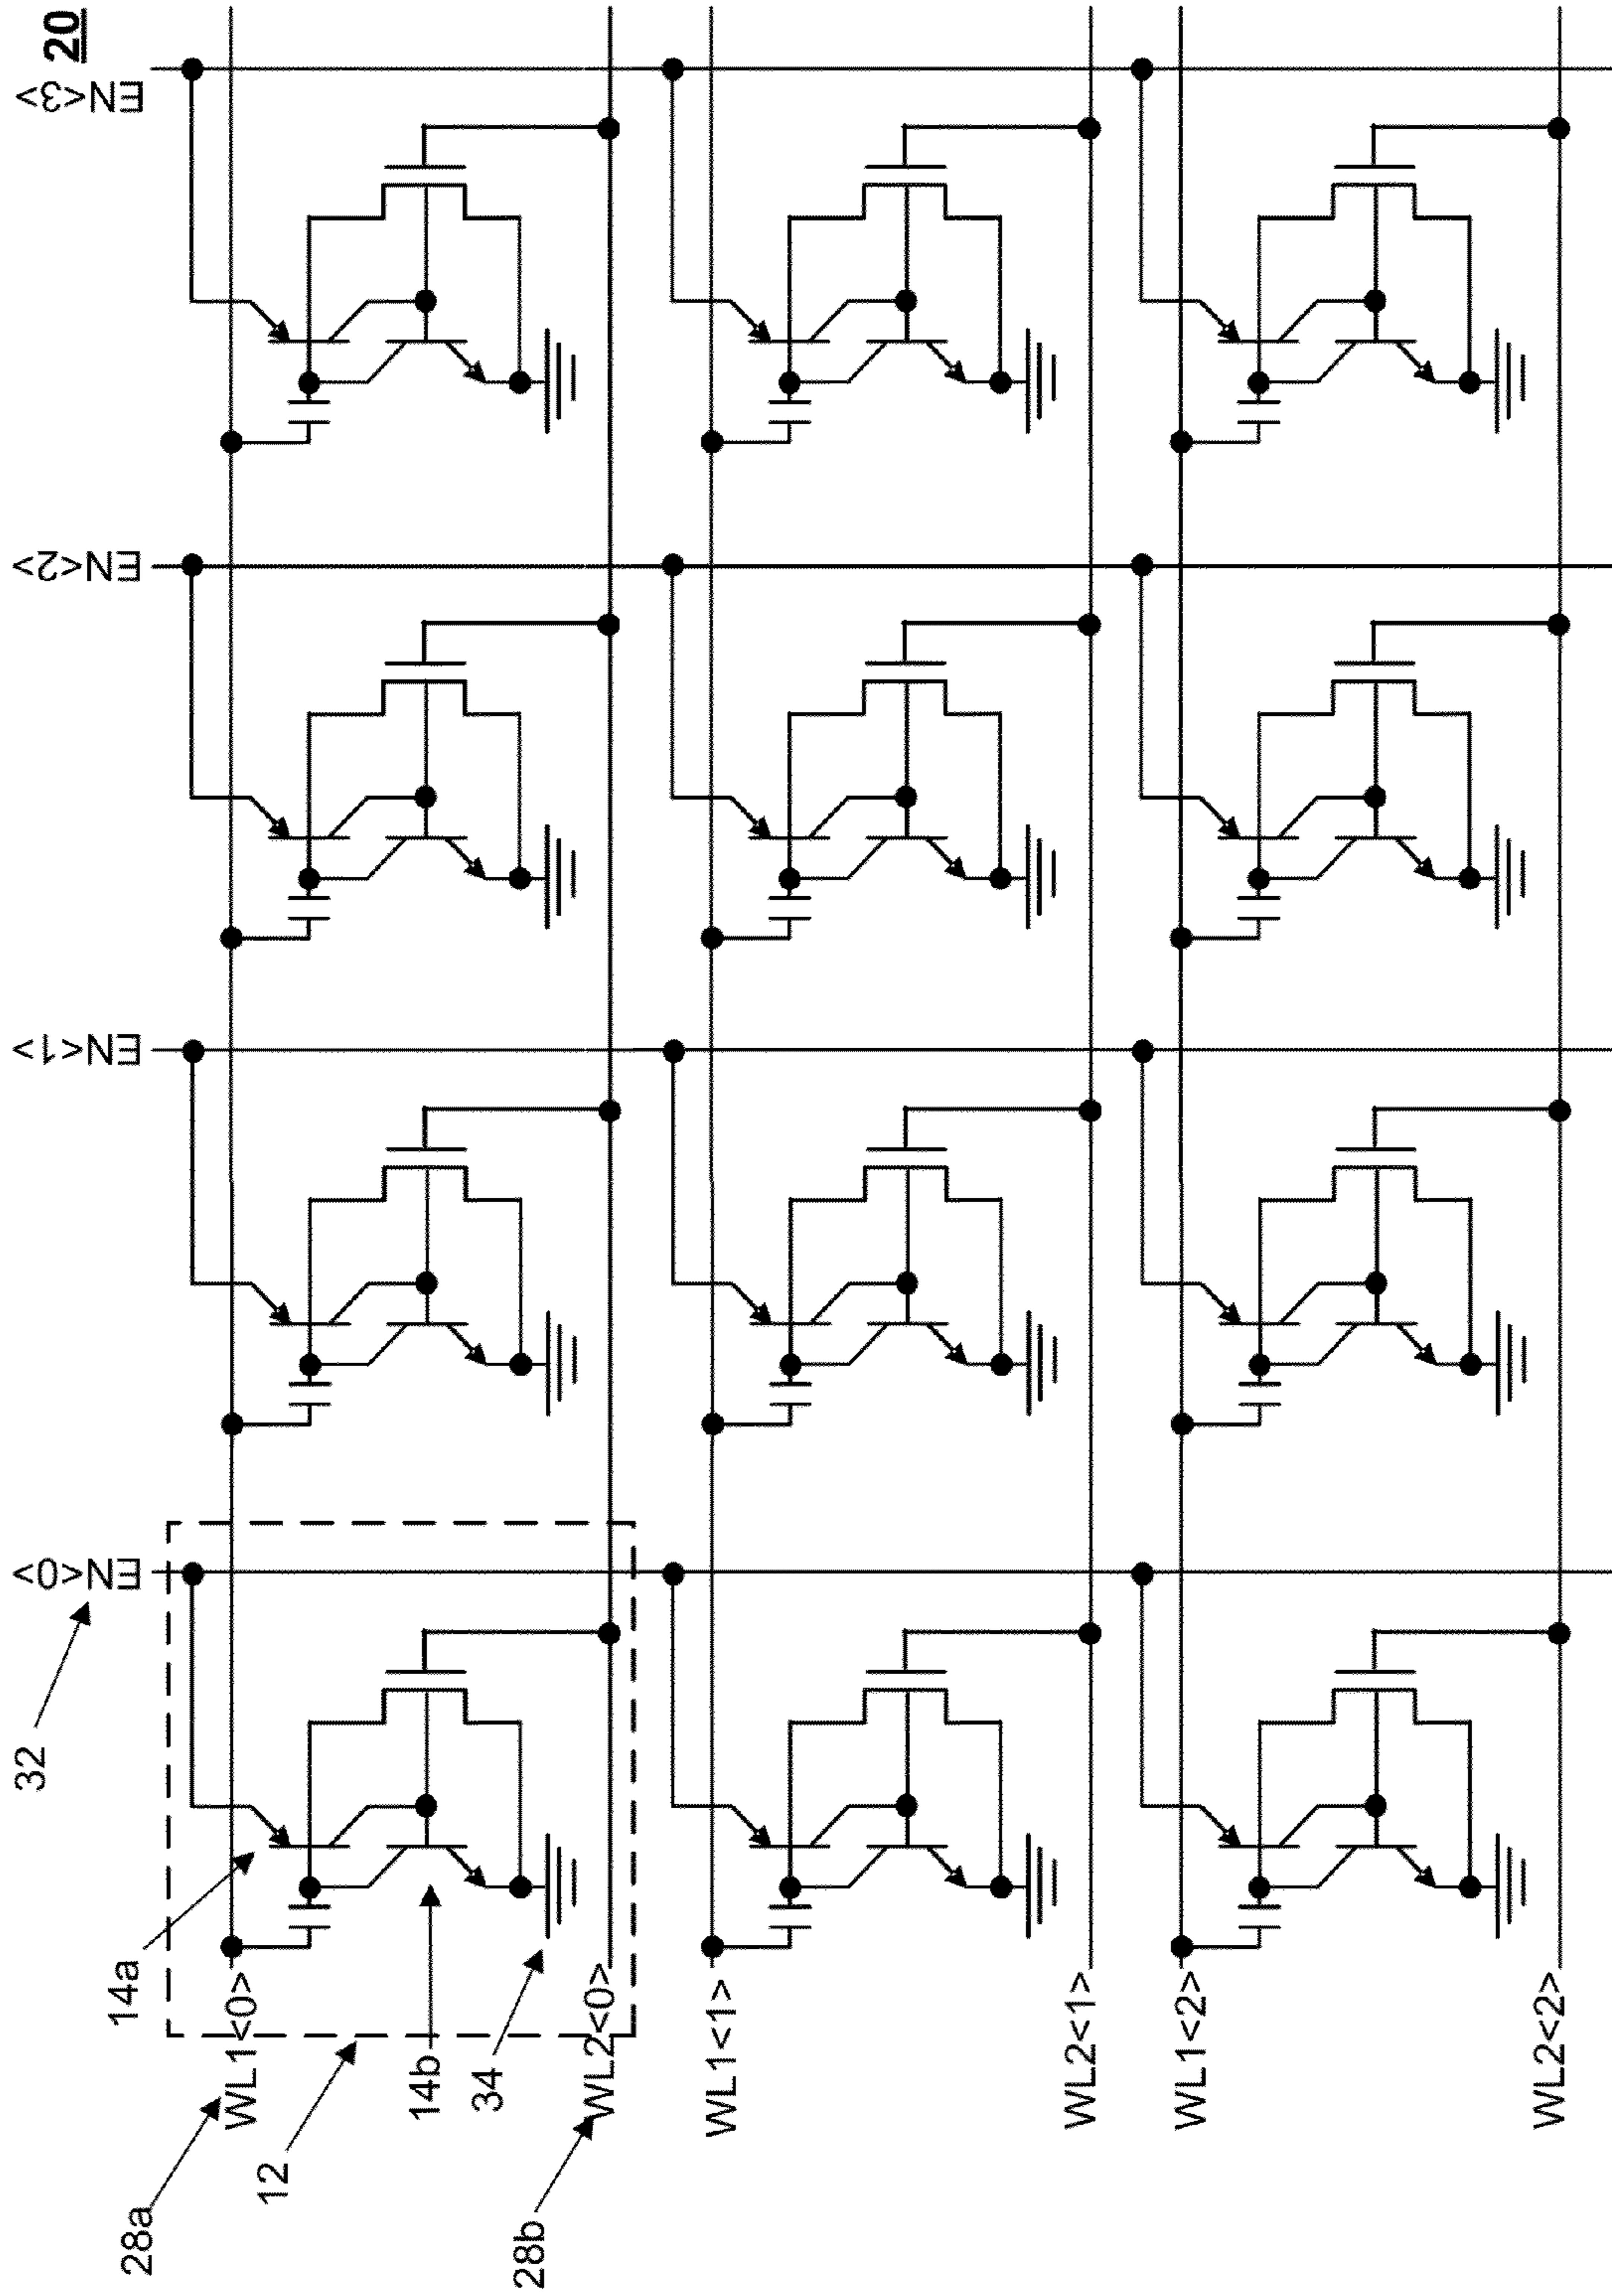 20
EN<3>
EN<2>
EN<1>
EN<0>
32
14a
WL1<0>
28a
12
14b
34
WL2<0>
28b
WL1<1>
WL2<1>
WL1<2>
WL2<2>